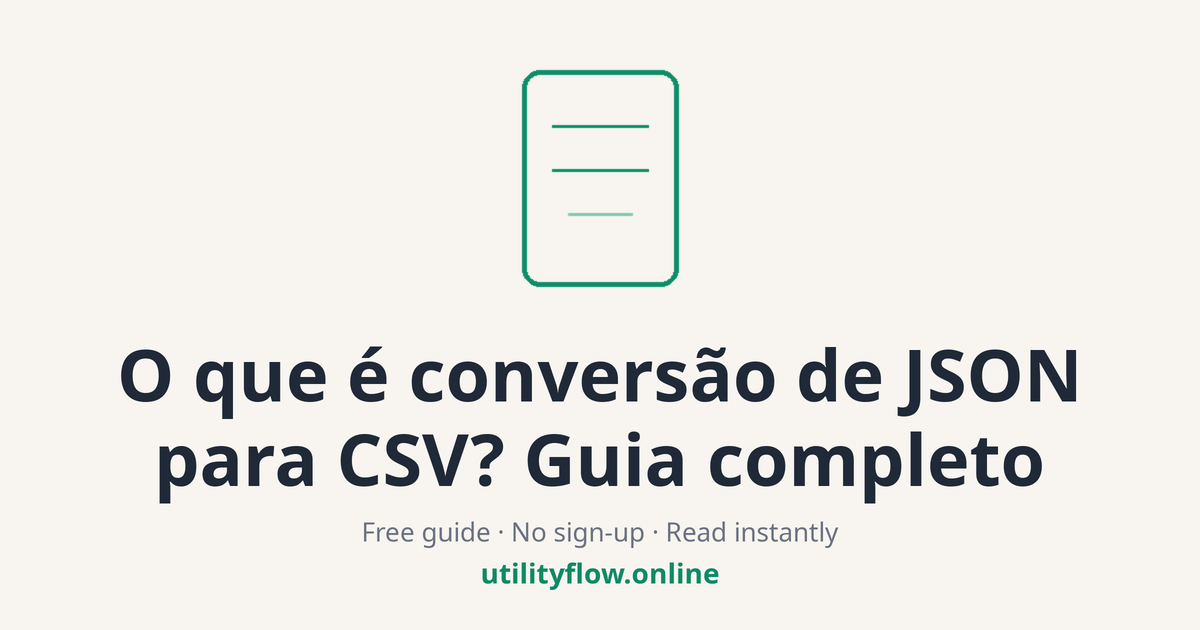 O que é conversão de JSON
para CSV? Guia completo
Free guide · No sign-up · Read instantly
utilityflow.online